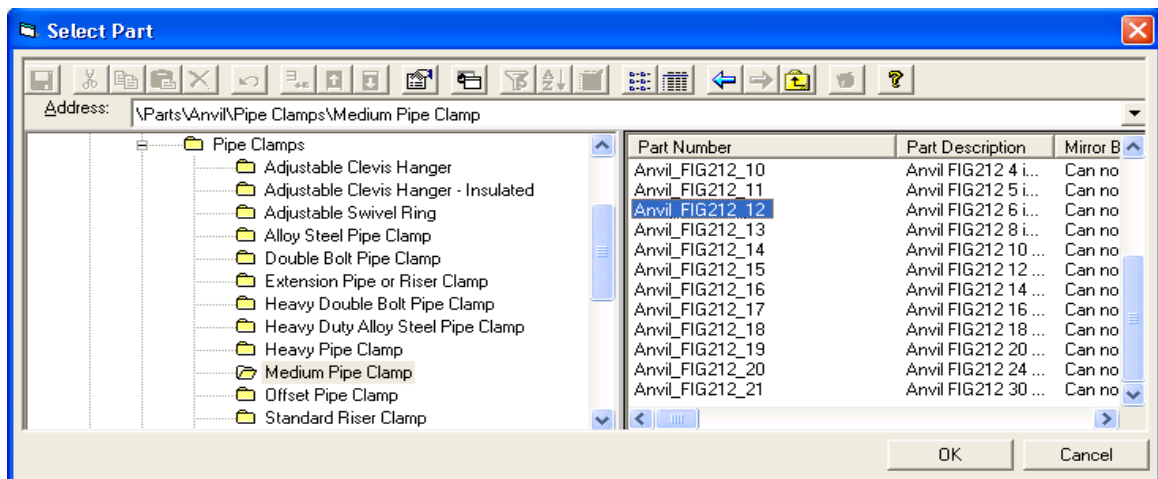 Select Part
Address: \Parts\Anvil\Pipe Clamps\Medium Pipe Clamp
Pipe Clamps
Adjustable Clevis Hanger
Adjustable Clevis Hanger - Insulated
Adjustable Swivel Ring
Alloy Steel Pipe Clamp
Double Bolt Pipe Clamp
Extension Pipe or Riser Clamp
Heavy Double Bolt Pipe Clamp
Heavy Duty Alloy Steel Pipe Clamp
Heavy Pipe Clamp
Medium Pipe Clamp
Offset Pipe Clamp
Standard Riser Clamp
Part Number Part Description Mirror B
Anvil_FIG212_10 Anvil FIG212 4 i... Can no
Anvil_FIG212_11 Anvil FIG212 5 i... Can no
Anvil_FIG212_12 Anvil FIG212 6 i... Can no
Anvil_FIG212_13 Anvil FIG212 8 i... Can no
Anvil_FIG212_14 Anvil FIG212 10 ... Can no
Anvil_FIG212_15 Anvil FIG212 12 ... Can no
Anvil_FIG212_16 Anvil FIG212 14 ... Can no
Anvil_FIG212_17 Anvil FIG212 16 ... Can no
Anvil_FIG212_18 Anvil FIG212 18 ... Can no
Anvil_FIG212_19 Anvil FIG212 20 ... Can no
Anvil_FIG212_20 Anvil FIG212 24 ... Can no
Anvil_FIG212_21 Anvil FIG212 30 ... Can no
OK Cancel